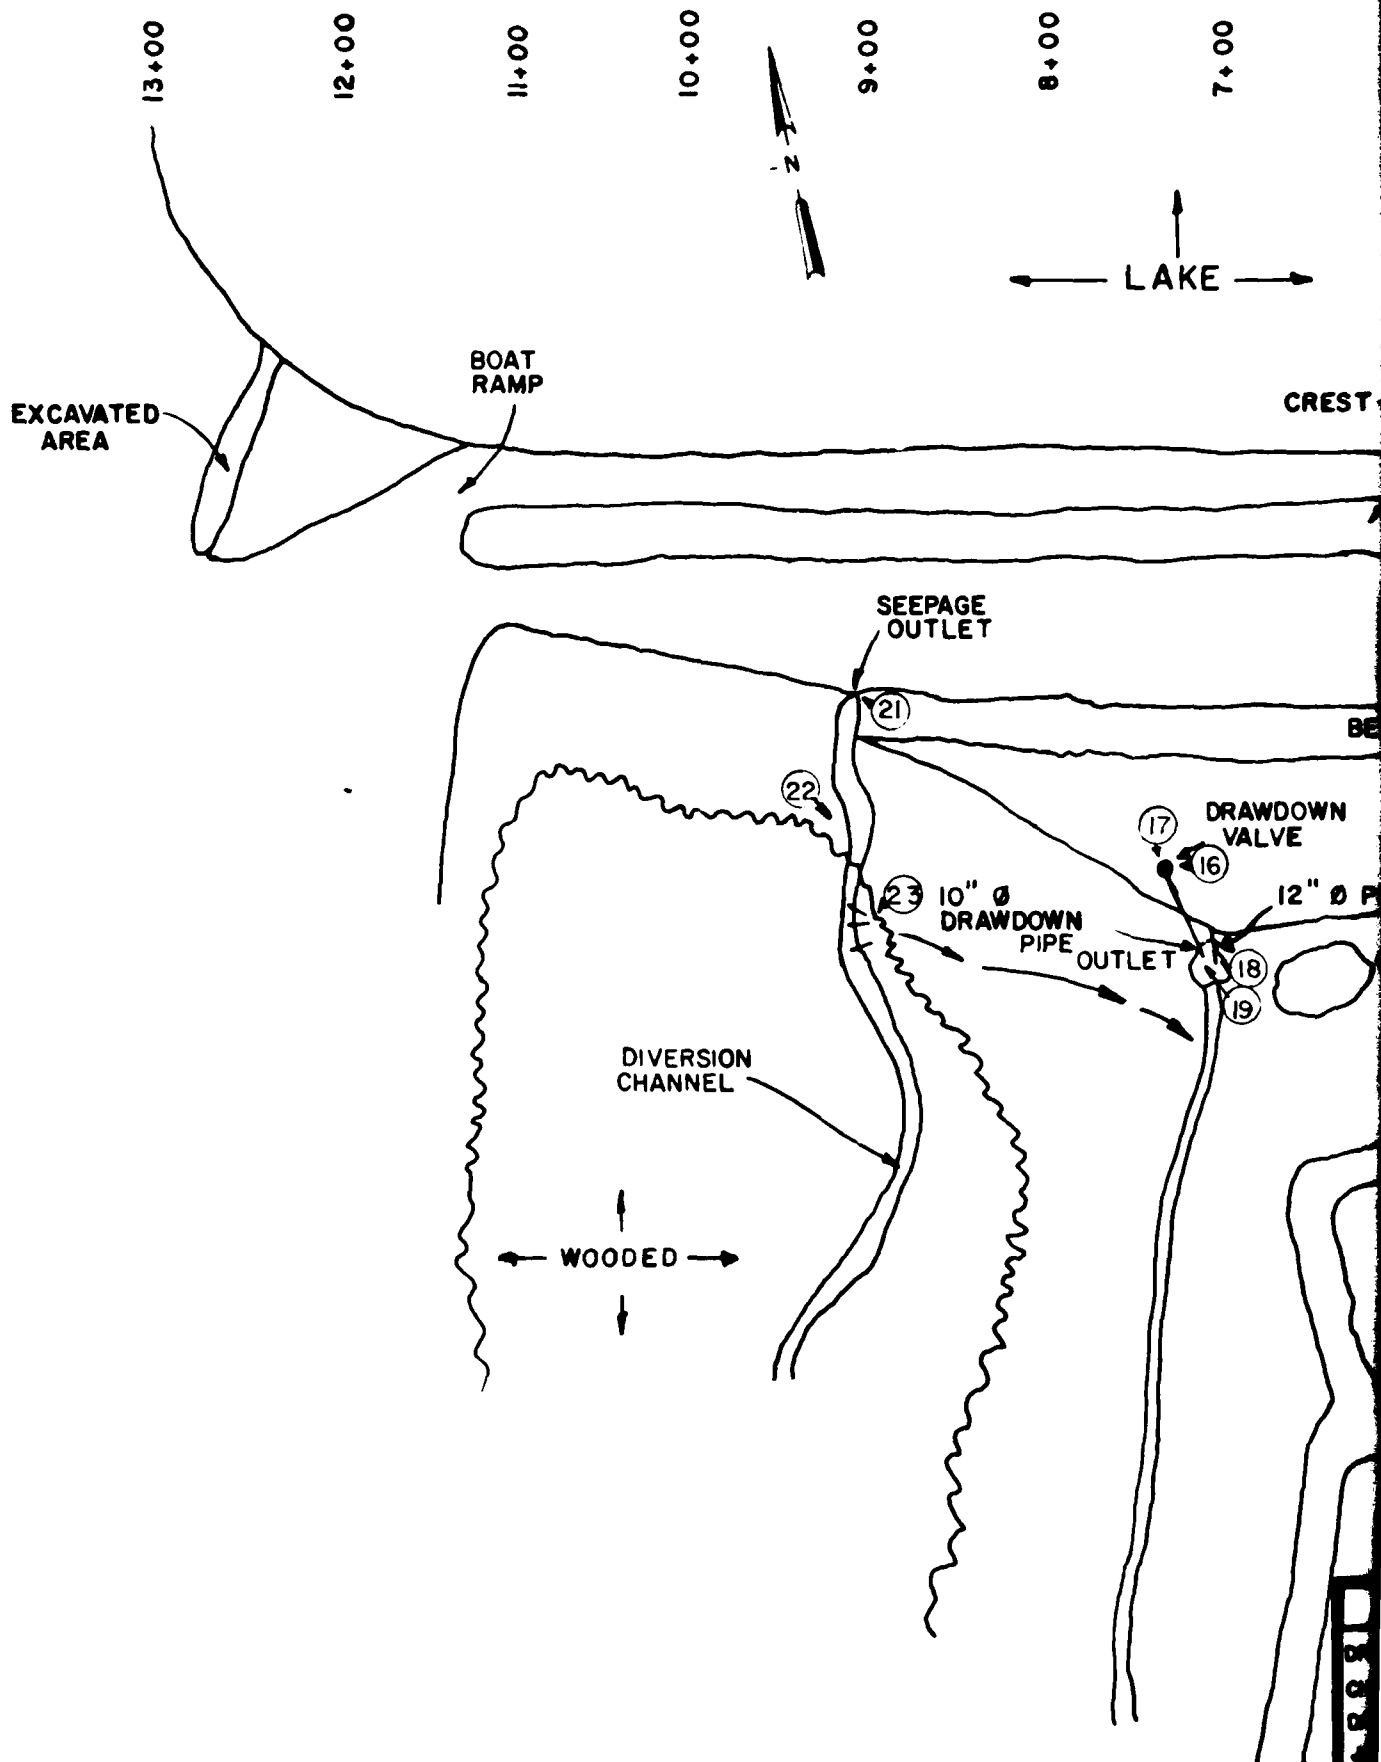 13+00
12+00
11+00
10+00
9+00
8+00
7+00
N
LAKE
BOAT
RAMP
EXCAVATED
AREA
CREST
SEEPAGE
OUTLET
21
BE
22
17
DRAWDOWN
VALVE
16
23
10" Ø
DRAWDOWN
PIPE
OUTLET
12" Ø P
18
19
DIVERSION
CHANNEL
WOODED